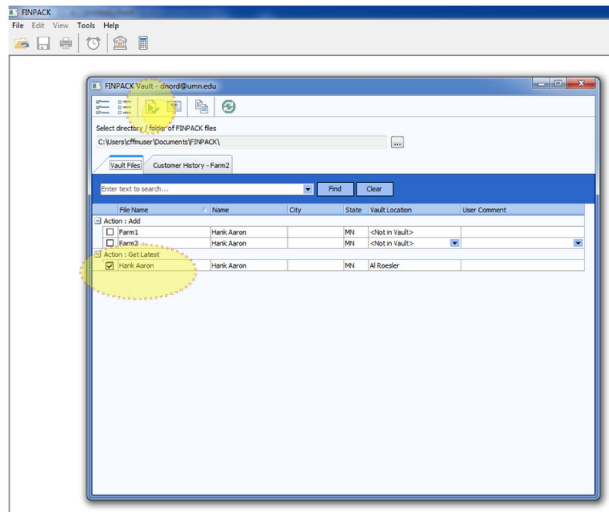 FINPACK
File Edit View Tools Help
FINPACK Vault - dnord@umn.edu
Select directory / folder of FINPACK files
C:\Users\cffmuser\Documents\FINPACK\
...
Vault Files Customer History - Farm2
Enter text to search... Find Clear
File Name Name City State Vault Location User Comment
Action : Add
Farm1 Hank Aaron MN <Not in Vault>
Farm2 Hank Aaron MN <Not in Vault>
Action : Get Latest
Hank Aaron Hank Aaron MN Al Roesler